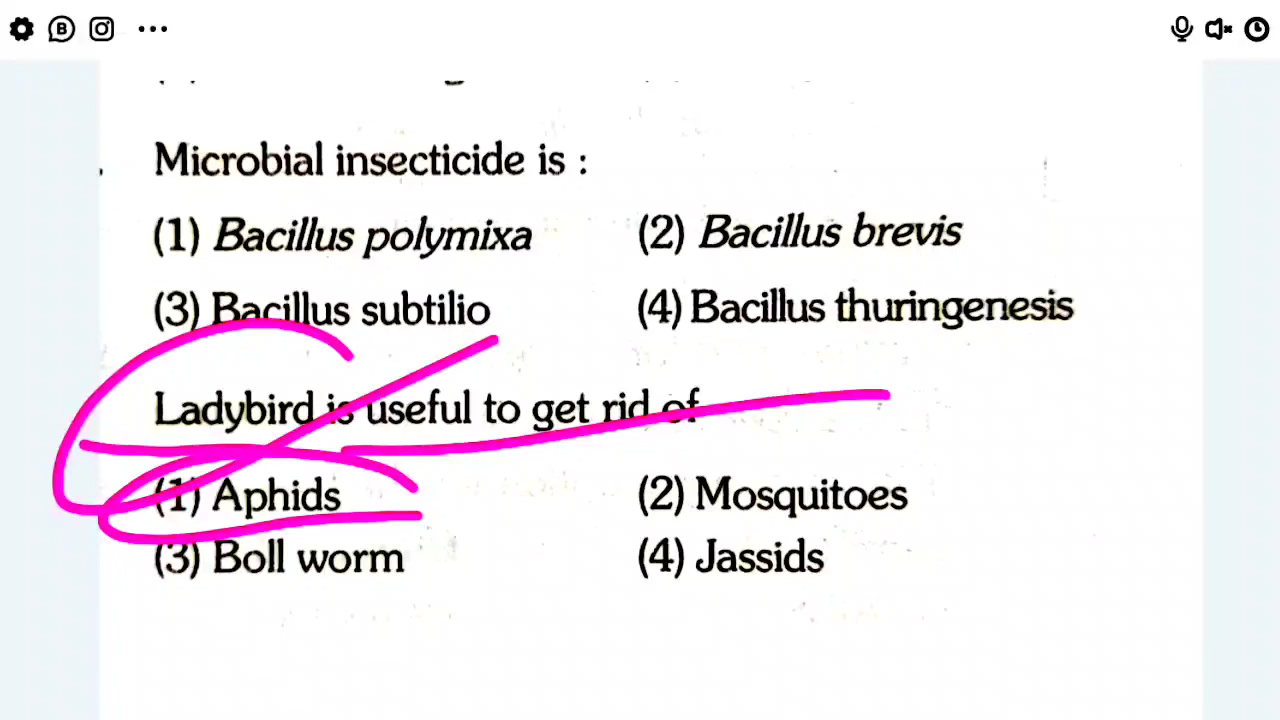 Microbial insecticide is :
(1) Bacillus polymixa (2) Bacillus brevis
(3) Bacillus subtilio (4) Bacillus thuringenesis
Ladybird is useful to get rid of
(1) Aphids (2) Mosquitoes
(3) Boll worm (4) Jassids